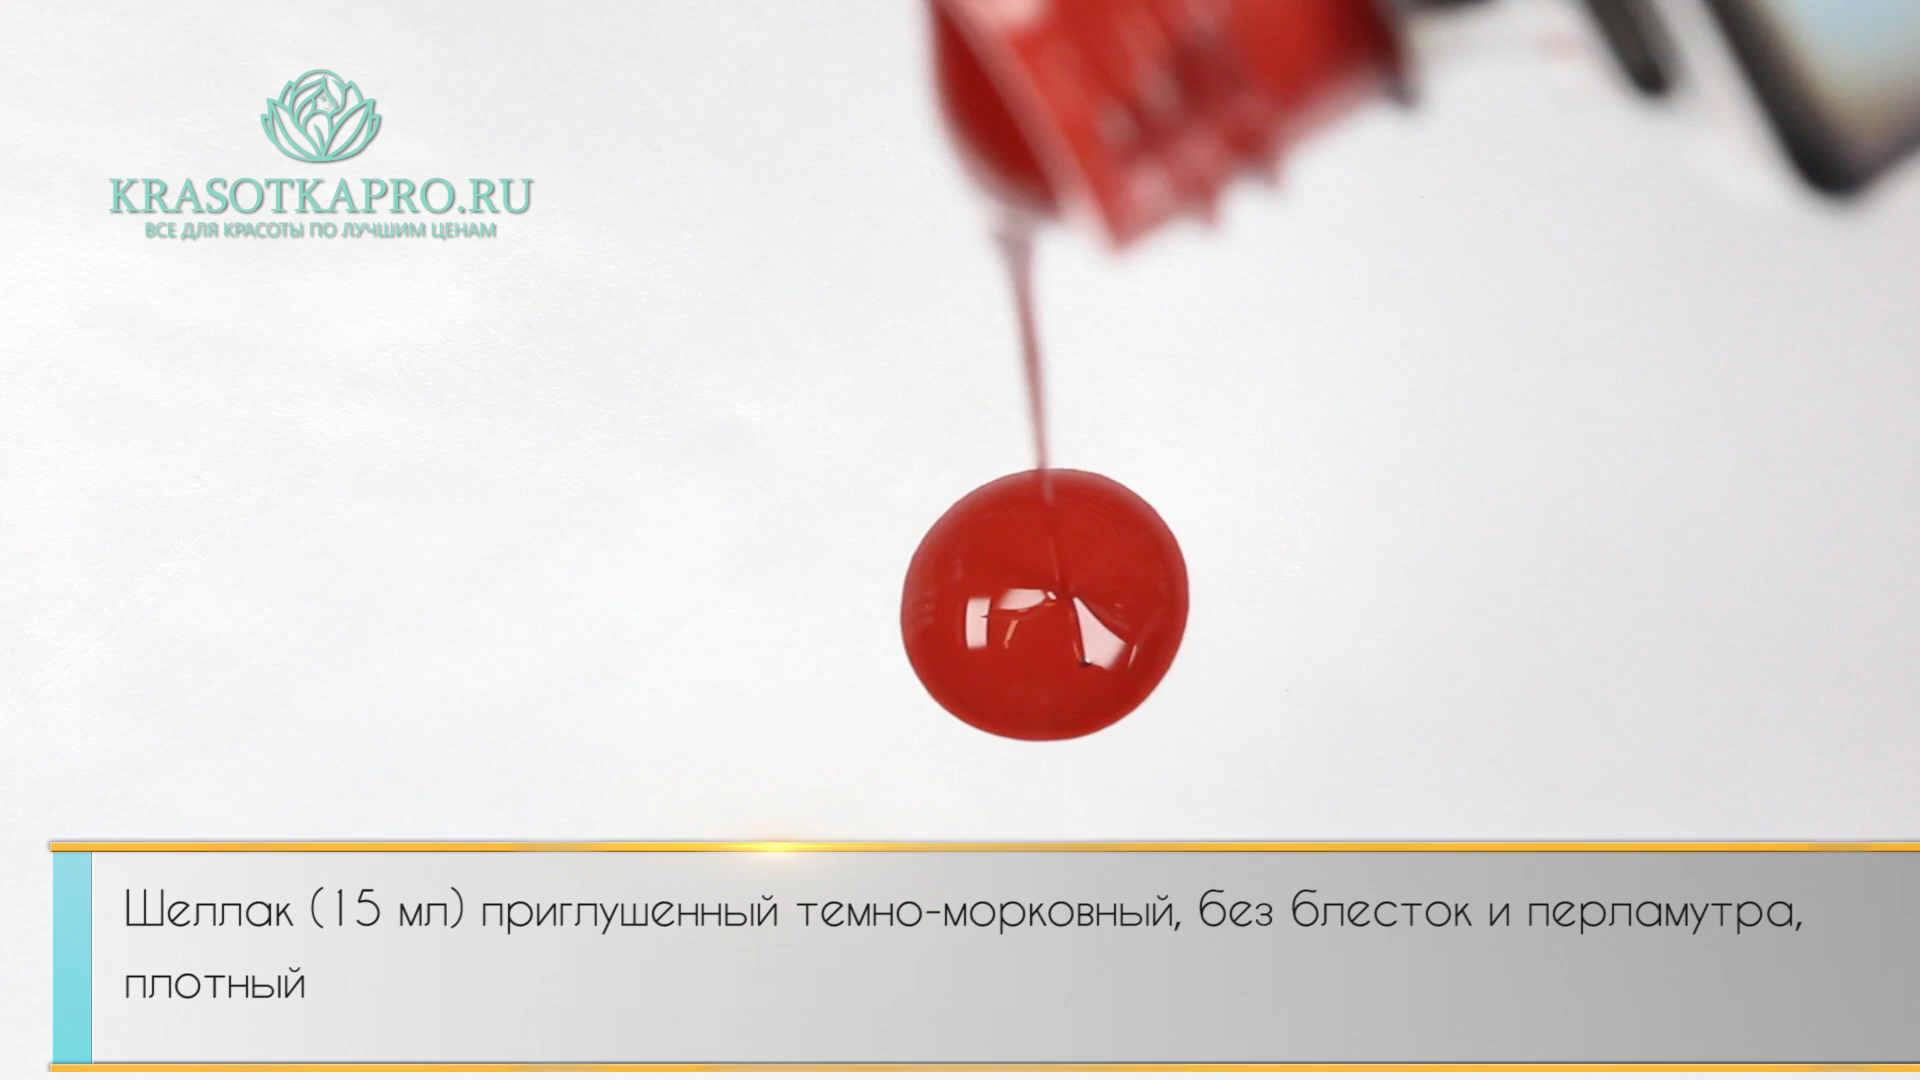 KRASOTKAPRO.RU
ВСЕ ДЛЯ КРАСОТЫ ПО ЛУЧШИМ ЦЕНАМ
Шеллак (15 мл) приглушенный темно-морковный, без блесток и перламутра,
плотный